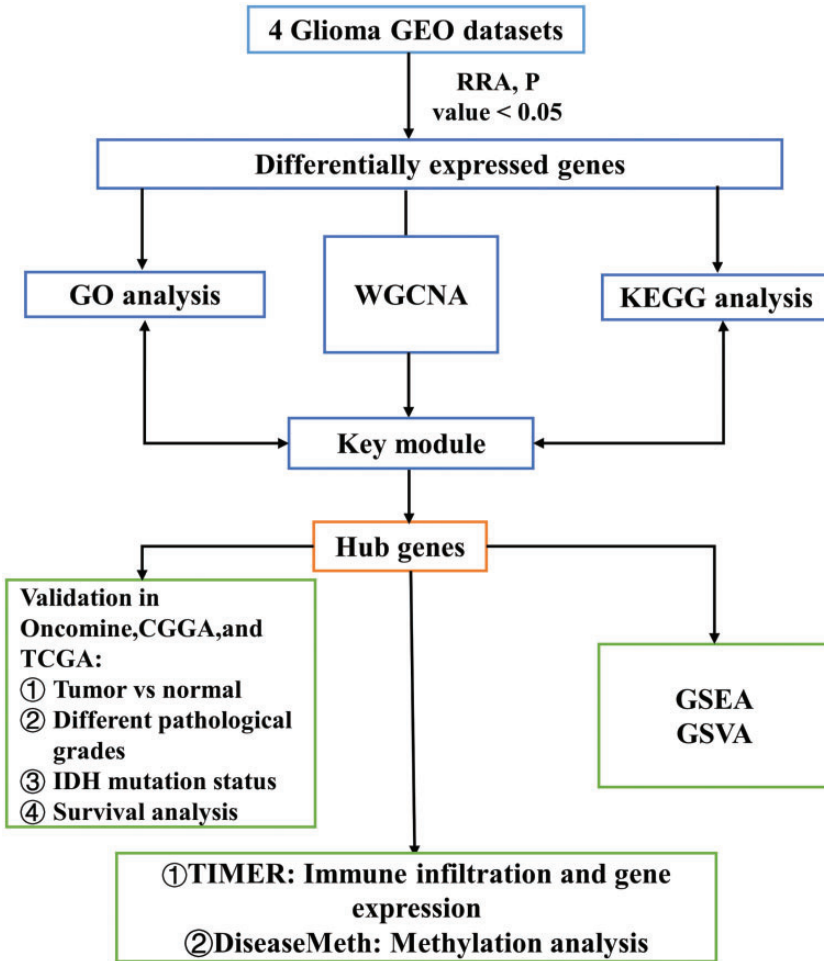 4 Glioma GEO datasets
RRA, P
value < 0.05
Differentially expressed genes
GO analysis
WGCNA
KEGG analysis
Key module
Hub genes
Validation in
Oncomine,CGGA,and
TCGA:
① Tumor vs normal
② Different pathological
grades
③ IDH mutation status
④ Survival analysis
GSEA
GSVA
①TIMER: Immune infiltration and gene
expression
②DiseaseMeth: Methylation analysis